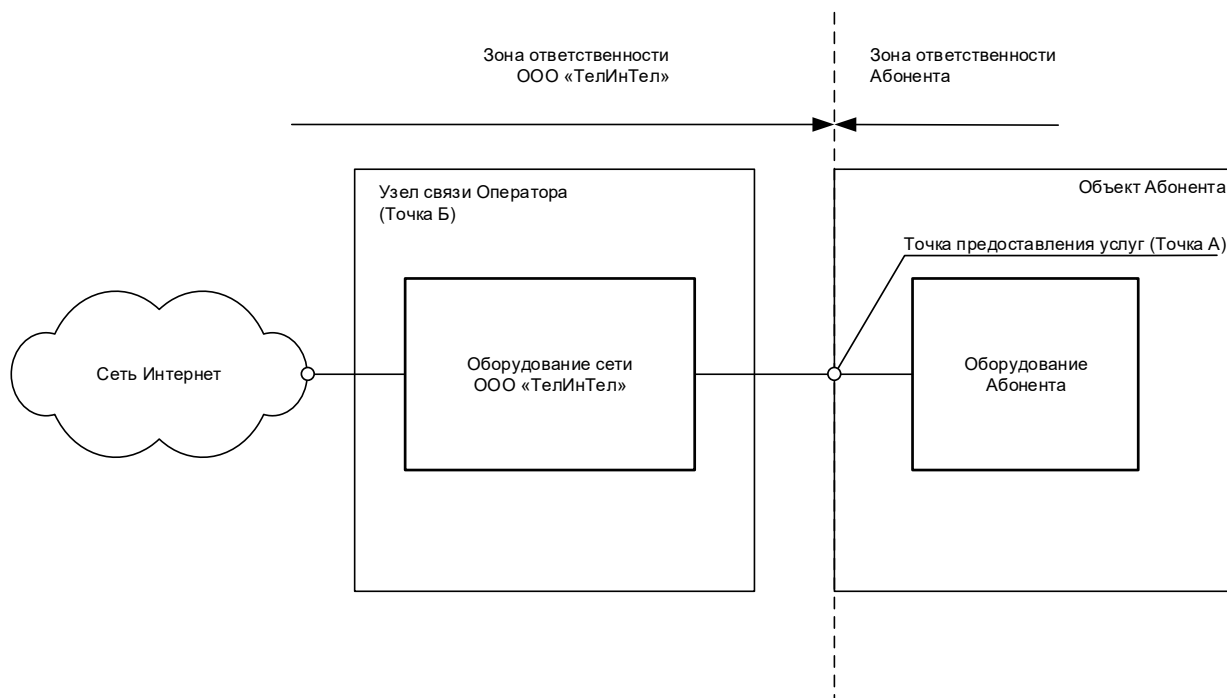 Зона ответственности
ООО «ТелИнТел»
Зона ответственности
Абонента
Узел связи Оператора
(Точка Б)
Объект Абонента
Точка предоставления услуг (Точка А)
Сеть Интернет
Оборудование сети
ООО «ТелИнТел»
Оборудование
Абонента